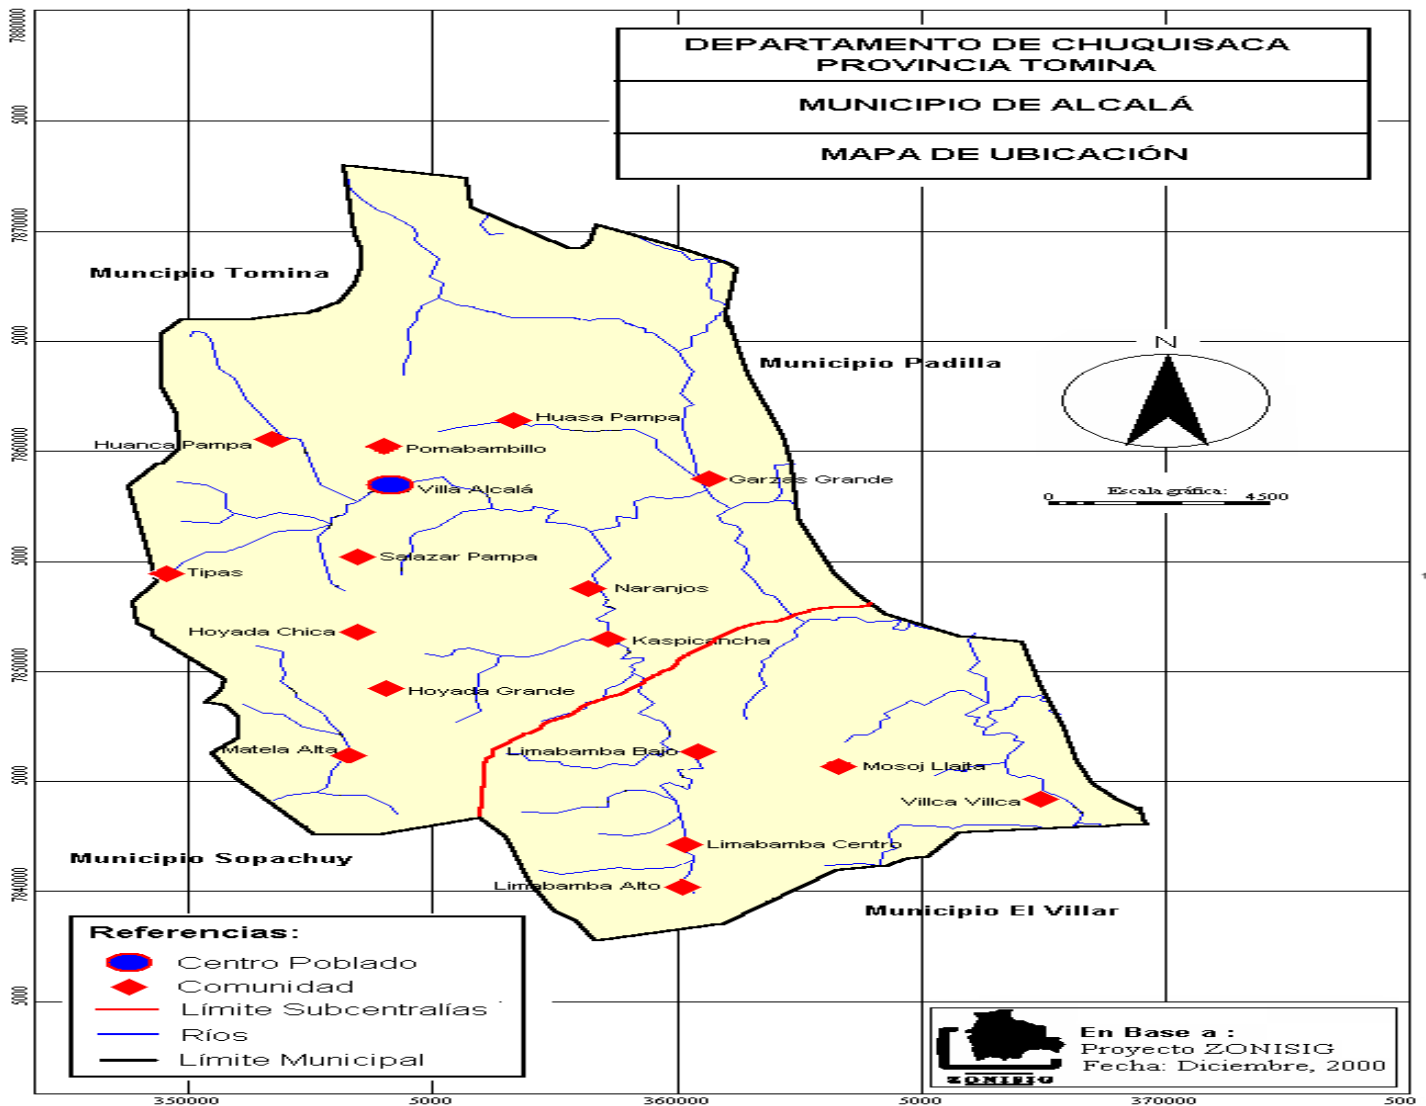 DEPARTAMENTO DE CHUQUISACA
PROVINCIA TOMINA
MUNICIPIO DE ALCALÁ
MAPA DE UBICACIÓN
7880000
5000
7870000
5000
7860000
5000
7850000
5000
7840000
5000
Muncipio Tomina
Municipio Padilla
N
Escala gráfica:
0 4500
Huasa Pampa
Huanca Pampa
Pomabambillo
Garzas Grande
Villa Alcalá
Salazar Pampa
Tipas
Naranjos
Hoyada Chica
Kaspicancha
Hoyada Grande
Matela Alta
Limabamba Bajo
Mosoj Llajta
Villca Villca
Limabamba Centro
Limabamba Alto
Municipio Sopachuy
Municipio El Villar
Referencias:
Centro Poblado
Comunidad
Límite Subcentralías
Ríos
Límite Municipal
ZONISIG
En Base a :
Proyecto ZONISIG
Fecha: Diciembre, 2000
350000 5000 360000 5000 370000 500